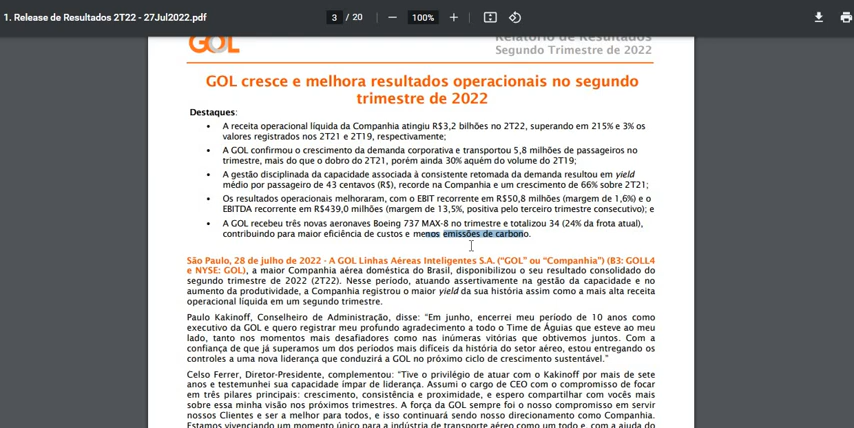 1. Release de Resultados 2T22 - 27Jul2022.pdf
3 / 20
100%
GOL
Relatório de Resultados
Segundo Trimestre de 2022
GOL cresce e melhora resultados operacionais no segundo
trimestre de 2022
Destaques:
• A receita operacional líquida da Companhia atingiu R$3,2 bilhões no 2T22, superando em 215% e 3% os
valores registrados nos 2T21 e 2T19, respectivamente;
• A GOL confirmou o crescimento da demanda corporativa e transportou 5,8 milhões de passageiros no
trimestre, mais do que o dobro do 2T21, porém ainda 30% aquém do volume do 2T19;
• A gestão disciplinada da capacidade associada à consistente retomada da demanda resultou em yield
médio por passageiro de 43 centavos (R$), recorde na Companhia e um crescimento de 66% sobre 2T21;
• Os resultados operacionais melhoraram, com o EBIT recorrente em R$50,8 milhões (margem de 1,6%) e o
EBITDA recorrente em R$439,0 milhões (margem de 13,5%, positiva pelo terceiro trimestre consecutivo); e
• A GOL recebeu três novas aeronaves Boeing 737 MAX-8 no trimestre e totalizou 34 (24% da frota atual),
contribuindo para maior eficiência de custos e menos emissões de carbono.
São Paulo, 28 de julho de 2022 - A GOL Linhas Aéreas Inteligentes S.A. (“GOL” ou “Companhia”) (B3: GOLL4
e NYSE: GOL), a maior Companhia aérea doméstica do Brasil, disponibilizou o seu resultado consolidado do
segundo trimestre de 2022 (2T22). Nesse período, atuando assertivamente na gestão da capacidade e no
aumento da produtividade, a Companhia registrou o maior yield da sua história assim como a mais alta receita
operacional líquida em um segundo trimestre.
Paulo Kakinoff, Conselheiro de Administração, disse: “Em junho, encerrei meu período de 10 anos como
executivo da GOL e quero registrar meu profundo agradecimento a todo o Time de Águias que esteve ao meu
lado, tanto nos momentos mais desafiadores como nas inúmeras vitórias que obtivemos juntos. Com a
confiança de que já superamos um dos períodos mais difíceis da história do setor aéreo, estou entregando os
controles a uma nova liderança que conduzirá a GOL no próximo ciclo de crescimento sustentável.”
Celso Ferrer, Diretor-Presidente, complementou: “Tive o privilégio de atuar com o Kakinoff por mais de sete
anos e testemunhei sua capacidade ímpar de liderança. Assumi o cargo de CEO com o compromisso de focar
em três pilares principais: crescimento, consistência e proximidade, e espero compartilhar com vocês mais
sobre essa minha visão nos próximos trimestres. A força da GOL sempre foi o nosso compromisso em servir
nossos Clientes e ser a melhor para todos, e isso continuará sendo nosso direcionamento como Companhia.
Estamos vivenciando um momento único para a indústria de transporte aéreo como um todo e, com a ajuda do